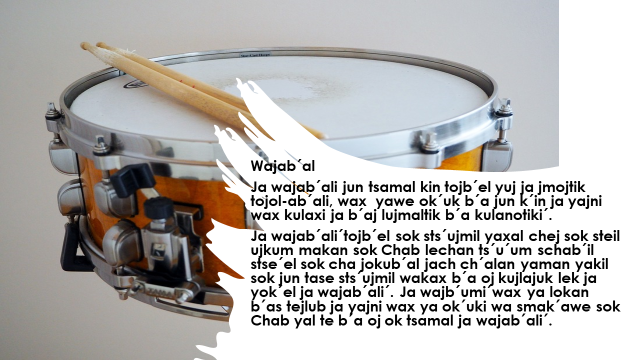 Wajab´al
Ja wajab´ali jun tsamal kin tojb´el yuj ja jmojtik
tojol-ab´ali, wax  yawe ok´uk b´a jun k´in ja yajni
wax kulaxi ja b´aj lujmaltik b´a kulanotiki´.
Ja wajab´ali´tojb´el sok sts´ujmil yaxal chej sok steil
ujkum makan sok Chab lechan ts´u´um schab´il
stse´el sok cha jokub´al jach ch´alan yaman yakil
sok jun tase sts´ujmil wakax b´a oj kujlajuk lek ja
yok´el ja wajab´ali´. Ja wajb´umi´wax ya lokan
b´as tejlub ja yajni wax ya ok´uki wa smak´awe sok
Chab yal te b´a oj ok tsamal ja wajab´ali´.